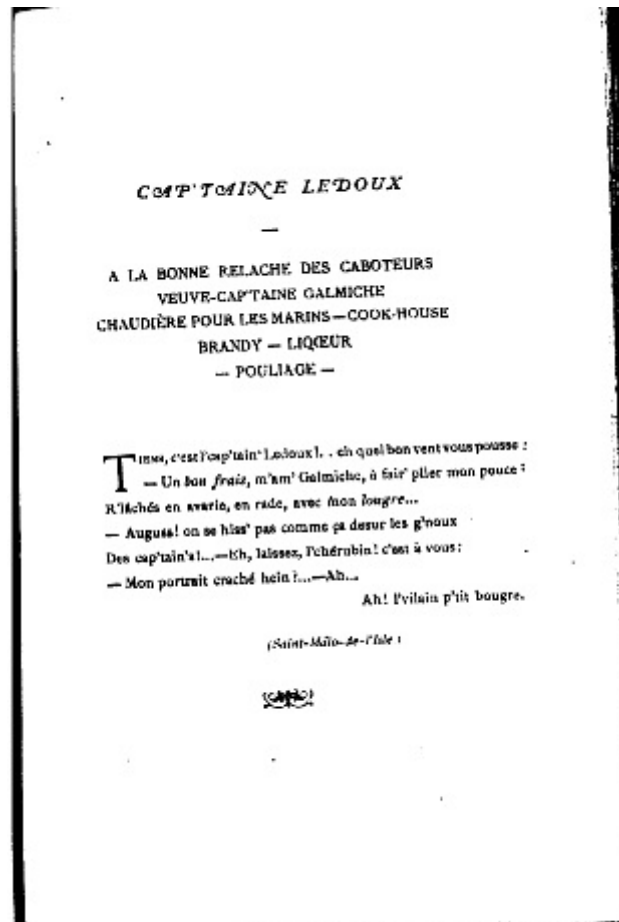 CAP'TAINE LEDOUX
—
A LA BONNE RELACHE DES CABOTEURS
VEUVE-CAP'TAINE GALMICHE
CHAUDIÈRE POUR LES MARINS — COOK-HOUSE
BRANDY — LIQŒUR
— POULIAGE —
TIENS, c'est l'cap'tain' Ledoux!.. eh quel bon vent vous pousse ?
— Un bon frais, m'am' Galmiche, à fair' plier mon pouce :
R'lâchés en avarie, en rade, avec mon lougre...
— Auguss! on se hiss' pas comme ça desur les g'noux
Des cap'tain's!...—Eh, laissez, l'chérubin! c'est à vous ?
— Mon portrait craché hein?...—Ah...
Ah! l'vilain p'tit bougre.
(Saint-Mâlo-de-l'Isle)